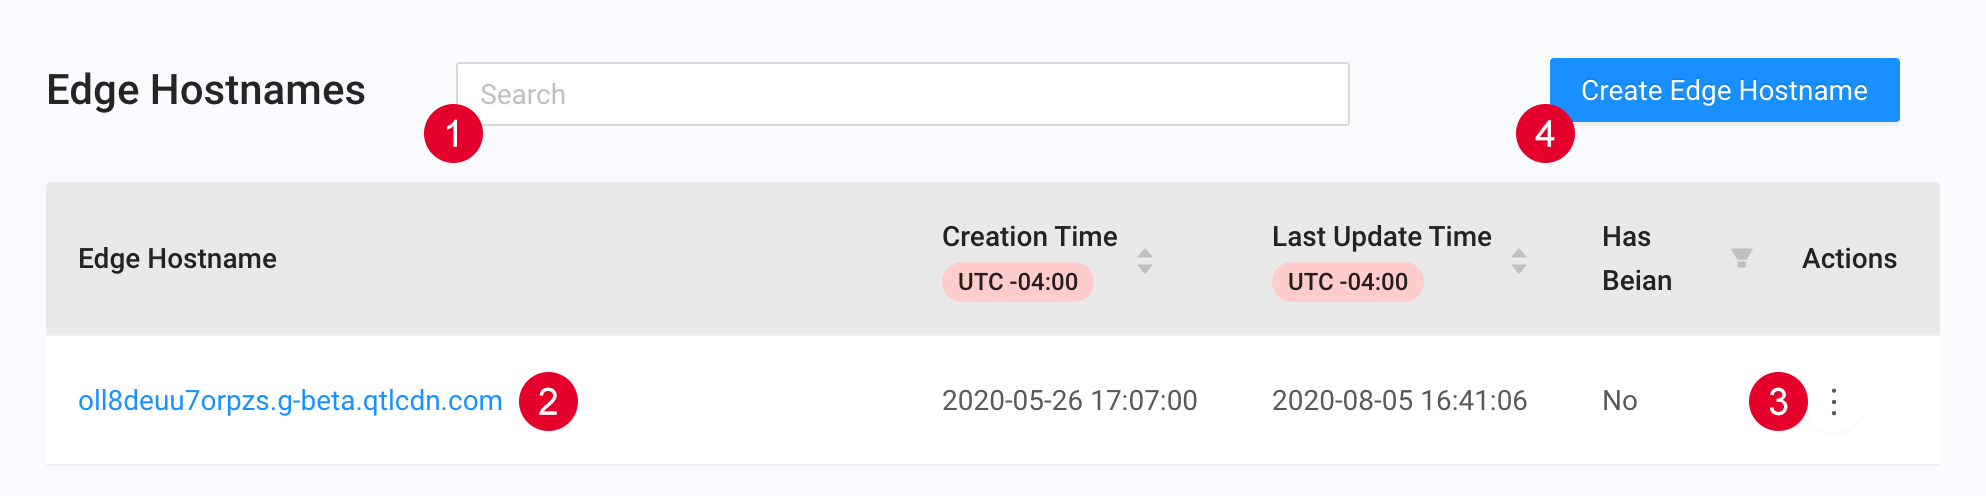 Edge Hostnames
Search
Create Edge Hostname
1
4
Edge Hostname
Creation Time
UTC -04:00
Last Update Time
UTC -04:00
Has
Beian
Actions
oll8deuu7orpzs.g-beta.qtlcdn.com
2
2020-05-26 17:07:00
2020-08-05 16:41:06
No
3